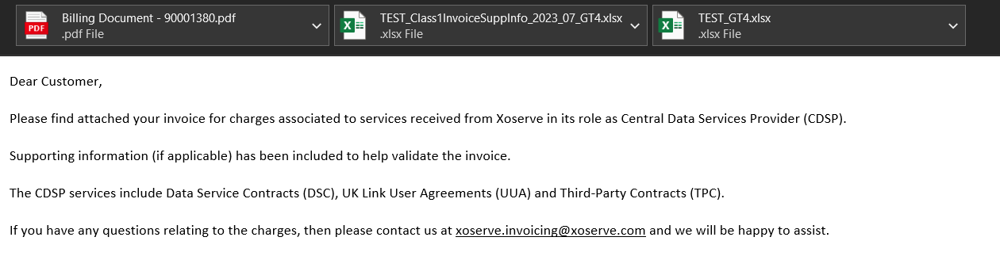 Billing Document - 90001380.pdf
.pdf File
PDF
TEST_Class1InvoiceSuppInfo_2023_07_GT4.xlsx
.xlsx File
TEST_GT4.xlsx
.xlsx File
Dear Customer,
Please find attached your invoice for charges associated to services received from Xoserve in its role as Central Data Services Provider (CDSP).
Supporting information (if applicable) has been included to help validate the invoice.
The CDSP services include Data Service Contracts (DSC), UK Link User Agreements (UUA) and Third-Party Contracts (TPC).
If you have any questions relating to the charges, then please contact us at xoserve.invoicing@xoserve.com and we will be happy to assist.